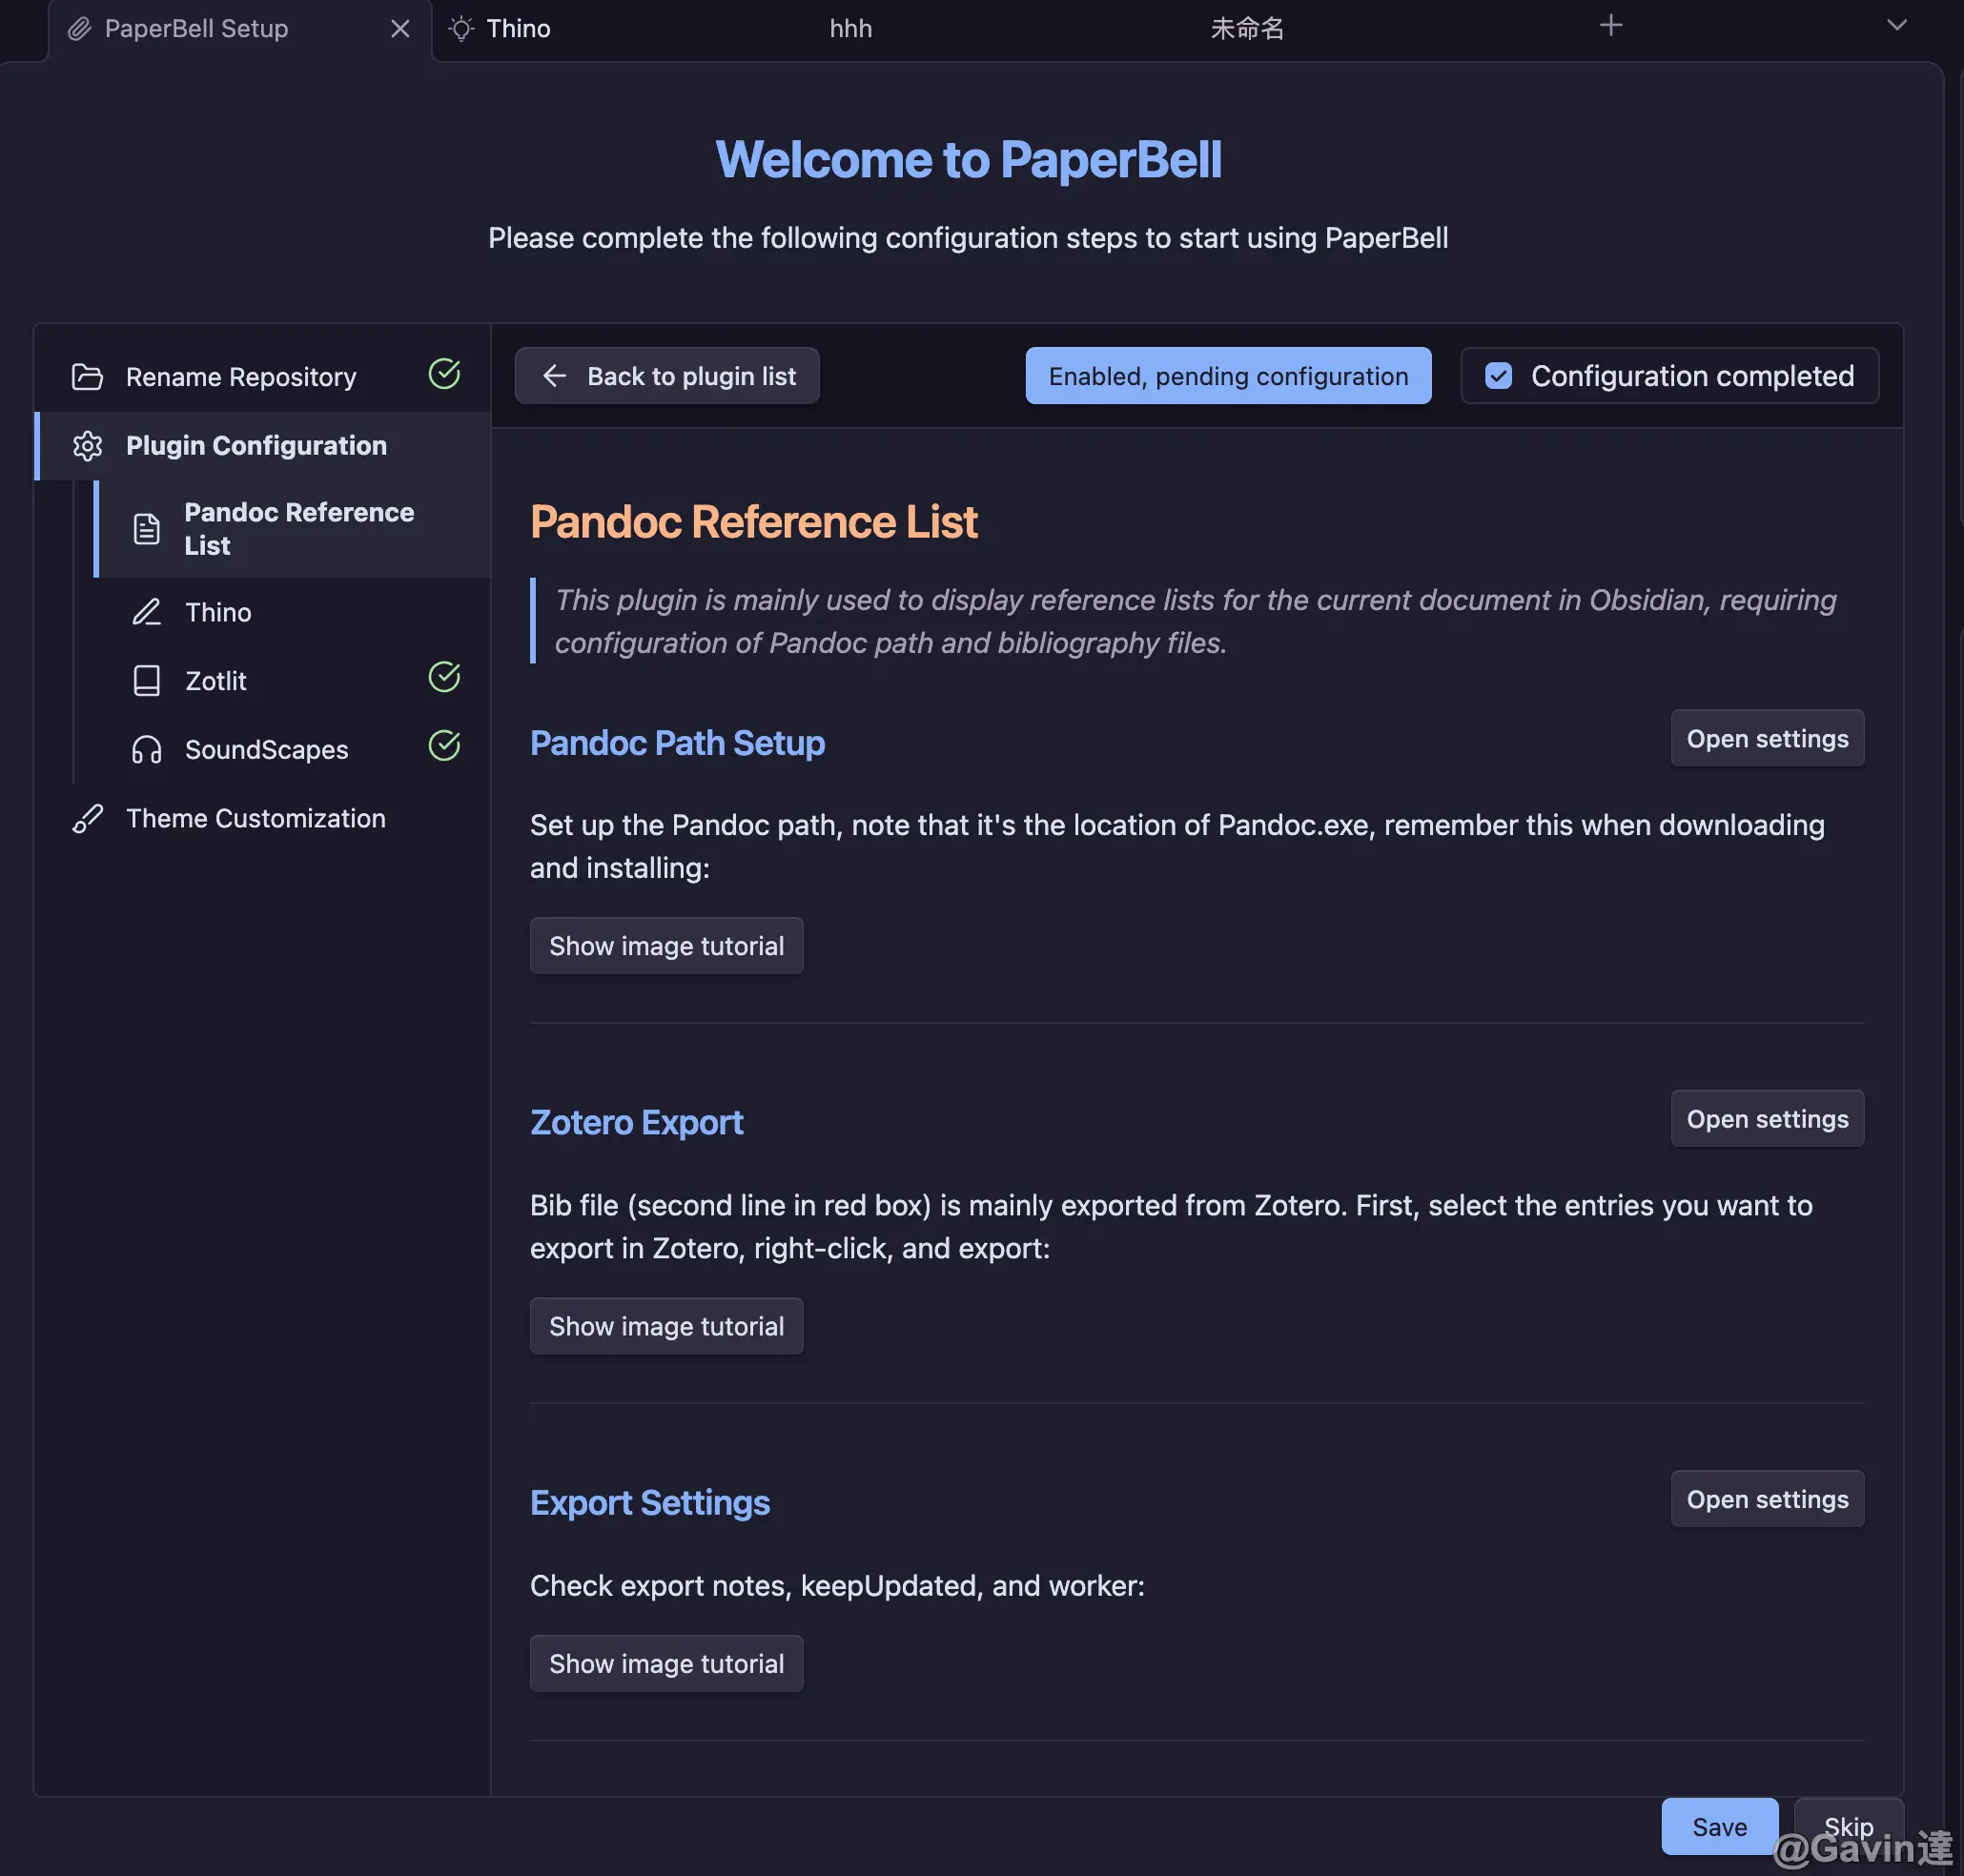 PaperBell Setup
Thino
hhh
未命名
Welcome to PaperBell
Please complete the following configuration steps to start using PaperBell
Rename Repository
Plugin Configuration
Pandoc Reference
List
Thino
Zotlit
SoundScapes
Theme Customization
Back to plugin list
Enabled, pending configuration
Configuration completed
Pandoc Reference List
This plugin is mainly used to display reference lists for the current document in Obsidian, requiring
configuration of Pandoc path and bibliography files.
Pandoc Path Setup
Open settings
Set up the Pandoc path, note that it's the location of Pandoc.exe, remember this when downloading
and installing:
Show image tutorial
Zotero Export
Open settings
Bib file (second line in red box) is mainly exported from Zotero. First, select the entries you want to
export in Zotero, right-click, and export:
Show image tutorial
Export Settings
Open settings
Check export notes, keepUpdated, and worker:
Show image tutorial
Save
Skip
@Gavin達